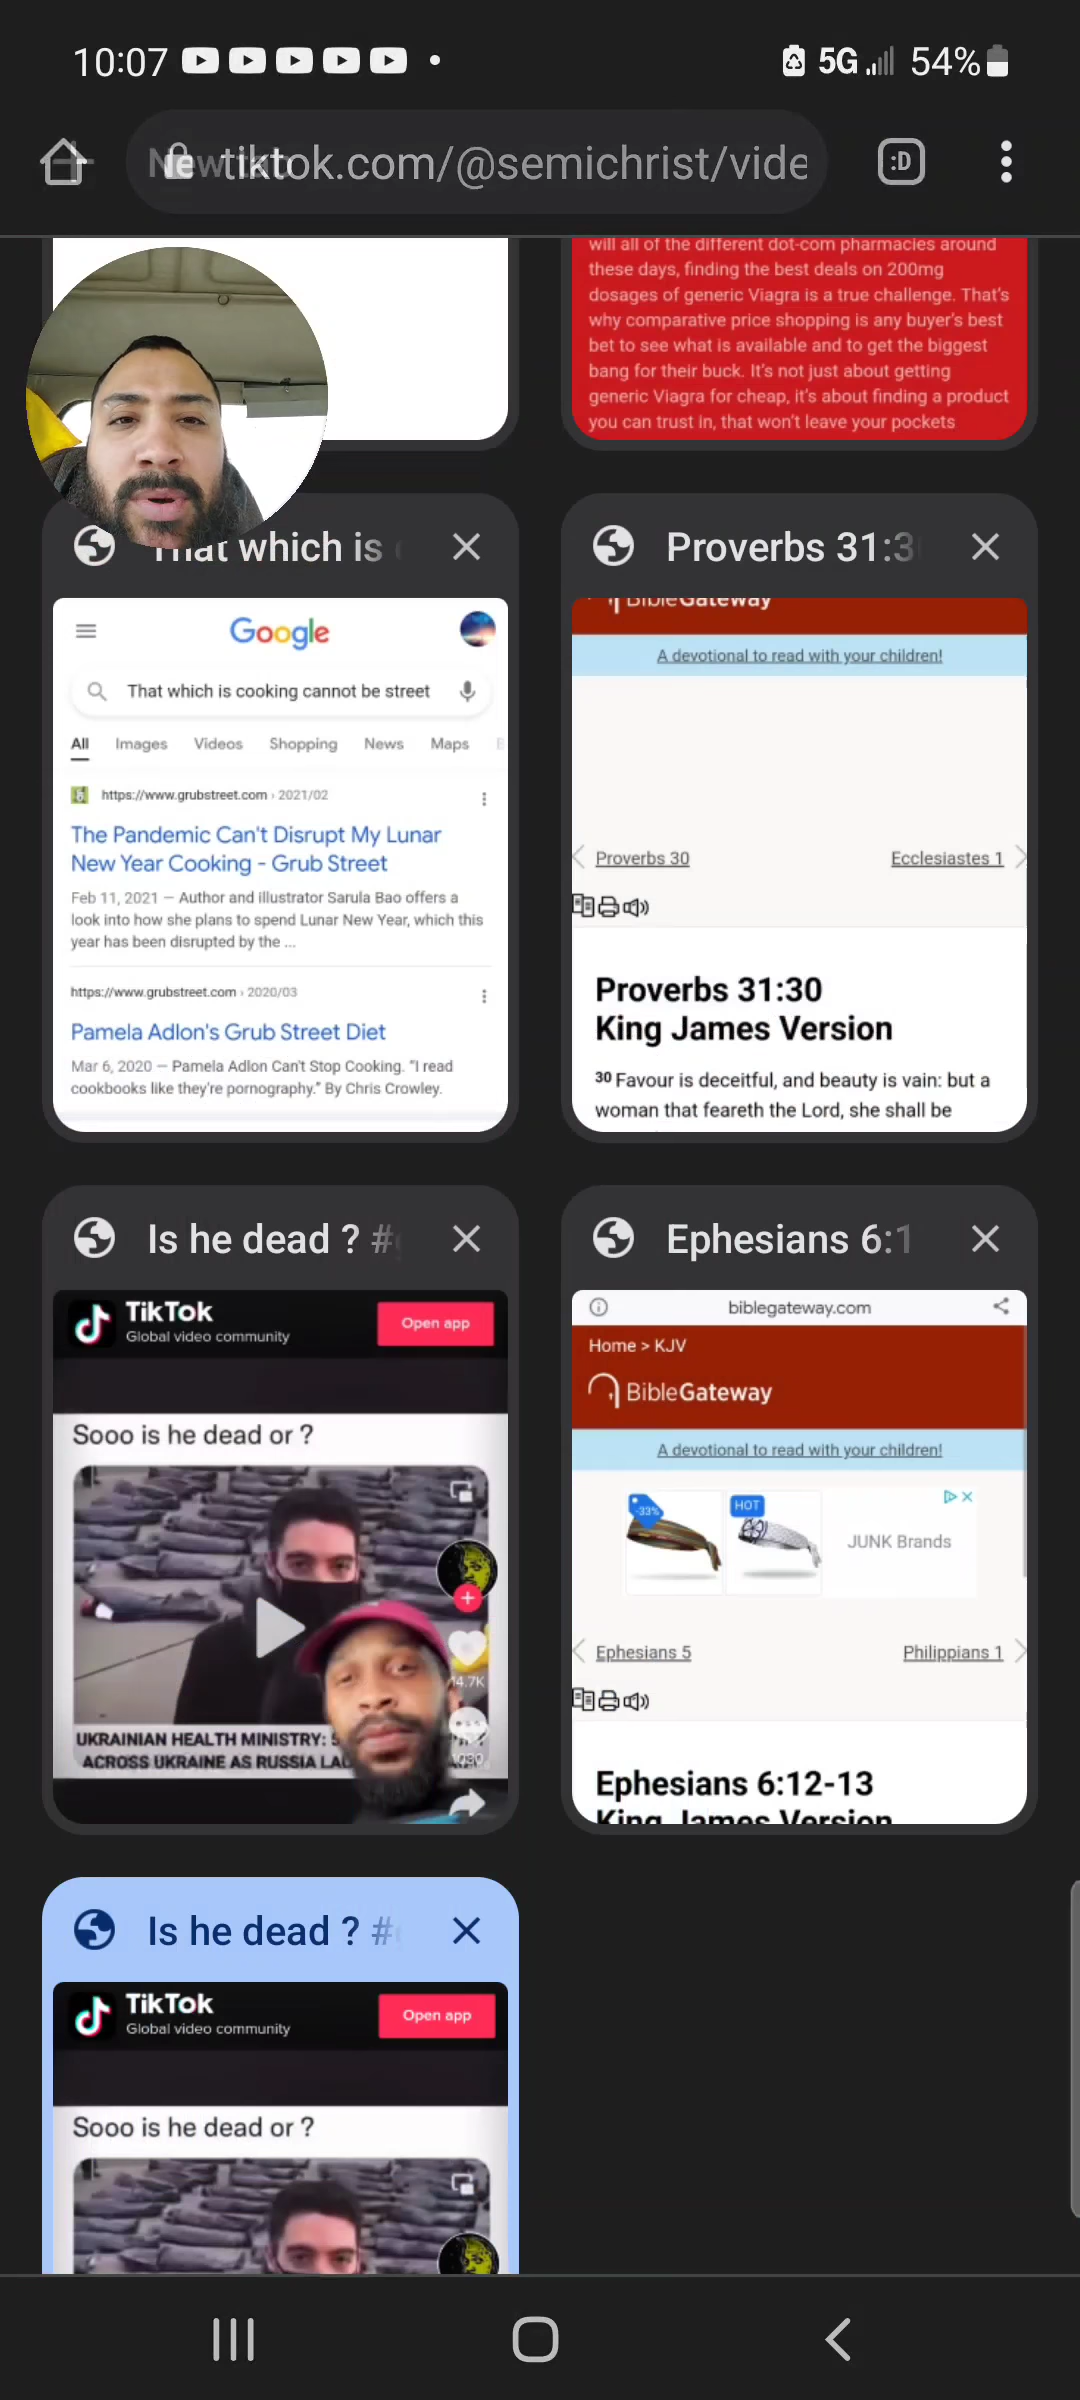 10:07
5G 54%
New tab
tiktok.com/@semichrist/vide
:D
will all of the different dot-com pharmacies around
these days, finding the best deals on 200mg
dosages of generic Viagra is a true challenge. That's
why comparative price shopping is any buyer's best
bet to see what is available and to get the biggest
bang for their buck. It's not just about getting
generic Viagra for cheap, it's about finding a product
you can trust in, that won't leave your pockets
That which is
Google
That which is cooking cannot be street
All Images Videos Shopping News Maps
https://www.grubstreet.com › 2021/02
The Pandemic Can't Disrupt My Lunar
New Year Cooking - Grub Street
Feb 11, 2021 — Author and illustrator Sarula Bao offers a
look into how she plans to spend Lunar New Year, which this
year has been disrupted by the ...
https://www.grubstreet.com › 2020/03
Pamela Adlon's Grub Street Diet
Mar 6, 2020 — Pamela Adlon Can't Stop Cooking. "I read
cookbooks like they're pornography." By Chris Crowley.
Proverbs 31:3
BibleGateway
A devotional to read with your children!
Proverbs 30
Ecclesiastes 1
Proverbs 31:30
King James Version
30 Favour is deceitful, and beauty is vain: but a
woman that feareth the Lord, she shall be
Is he dead ? #
TikTok
Global video community
Open app
Sooo is he dead or ?
14.7K
1030
UKRAINIAN HEALTH MINISTRY:
ACROSS UKRAINE AS RUSSIA
Ephesians 6:1
biblegateway.com
Home > KJV
BibleGateway
A devotional to read with your children!
-33%
HOT
JUNK Brands
Ephesians 5
Philippians 1
Ephesians 6:12-13
King James Version
Is he dead ? #
TikTok
Global video community
Open app
Sooo is he dead or ?